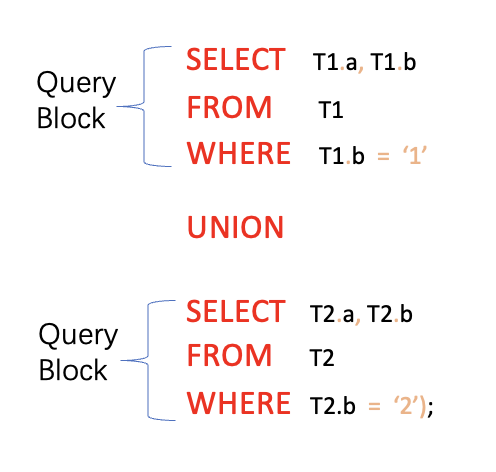 Query
Block
SELECT T1.a, T1.b
FROM T1
WHERE T1.b = ‘1’
UNION
Query
Block
SELECT T2.a, T2.b
FROM T2
WHERE T2.b = ‘2’);